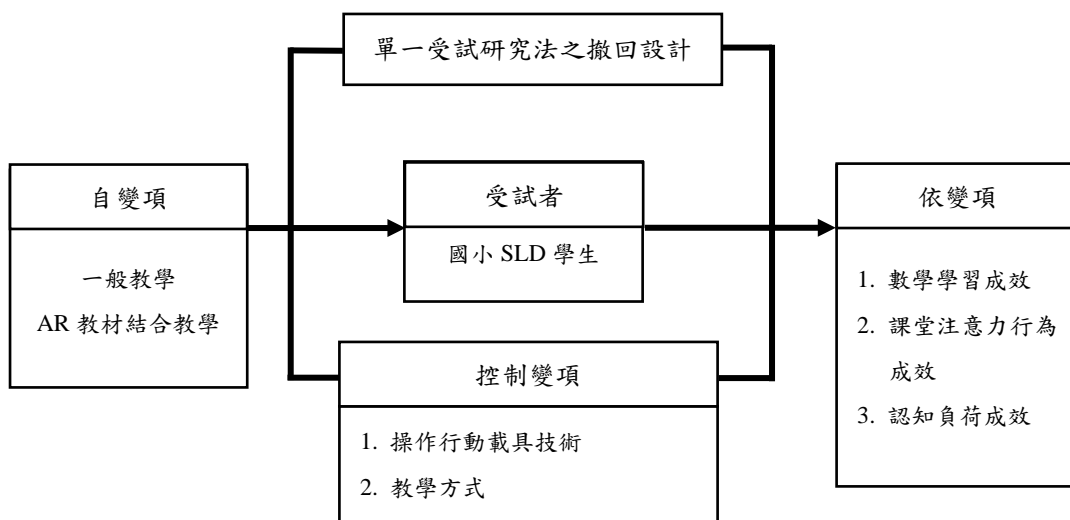 單一受試研究法之撤回設計
自變項
一般教學
AR 教材結合教學
受試者
國小 SLD 學生
控制變項
1. 操作行動載具技術
2. 教學方式
依變項
1. 數學學習成效
2. 課堂注意力行為
成效
3. 認知負荷成效